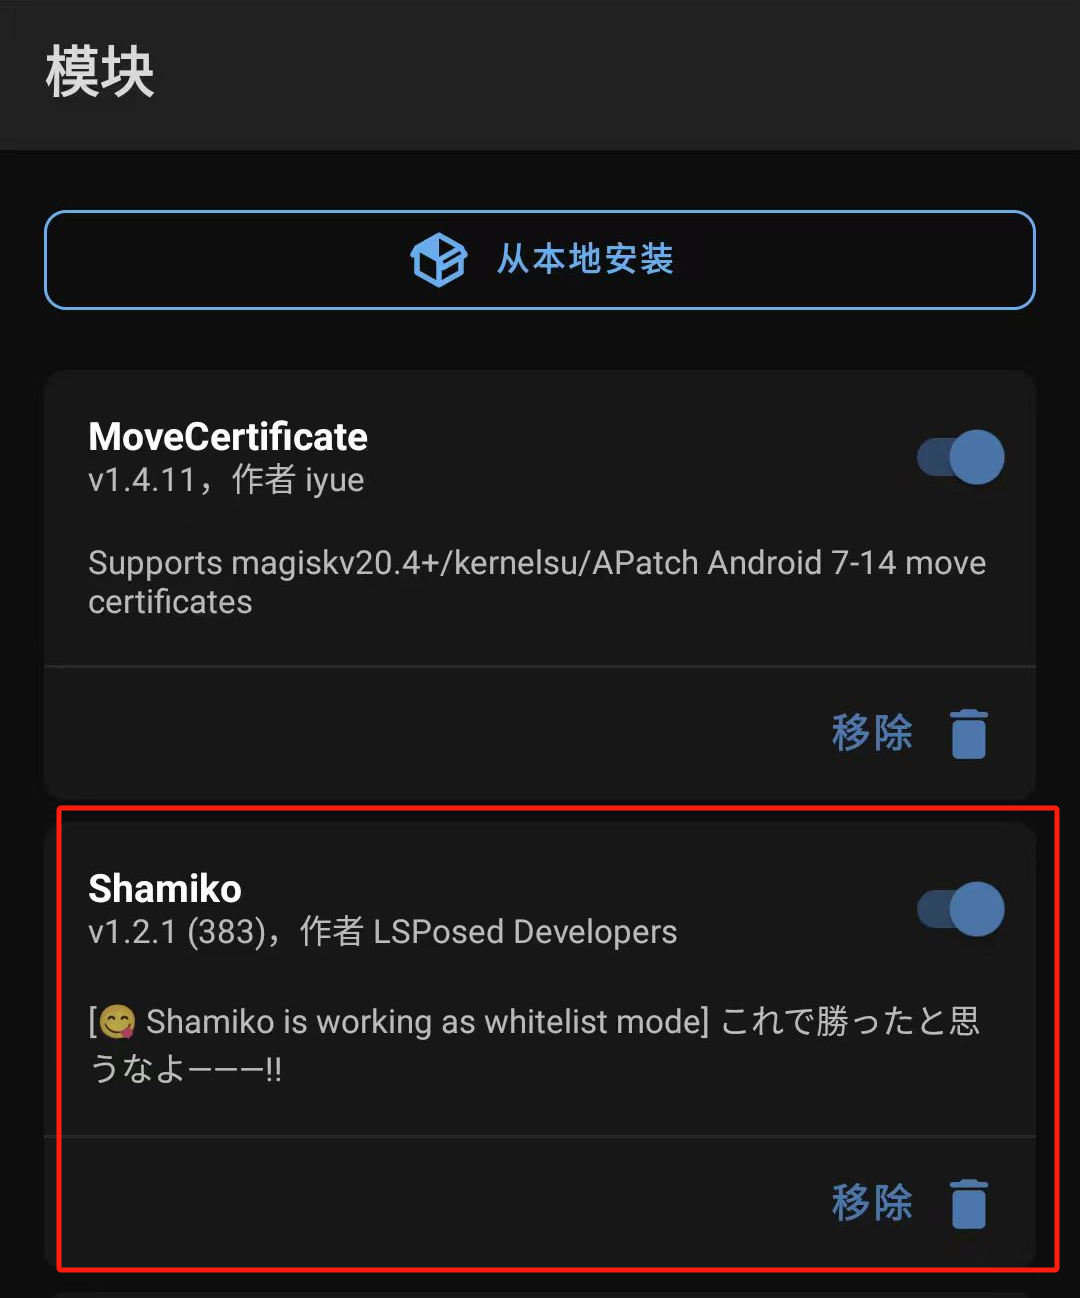 模块
从本地安装
MoveCertificate
v1.4.11，作者 iyue
Supports magiskv20.4+/kernelsu/APatch Android 7-14 move
certificates
移除
Shamiko
v1.2.1 (383)，作者 LSPosed Developers
[😋 Shamiko is working as whitelist mode] これで勝ったと思
うなよーーー!!
移除